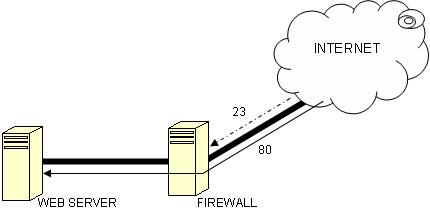 INTERNET
23
80
WEB SERVER
FIREWALL